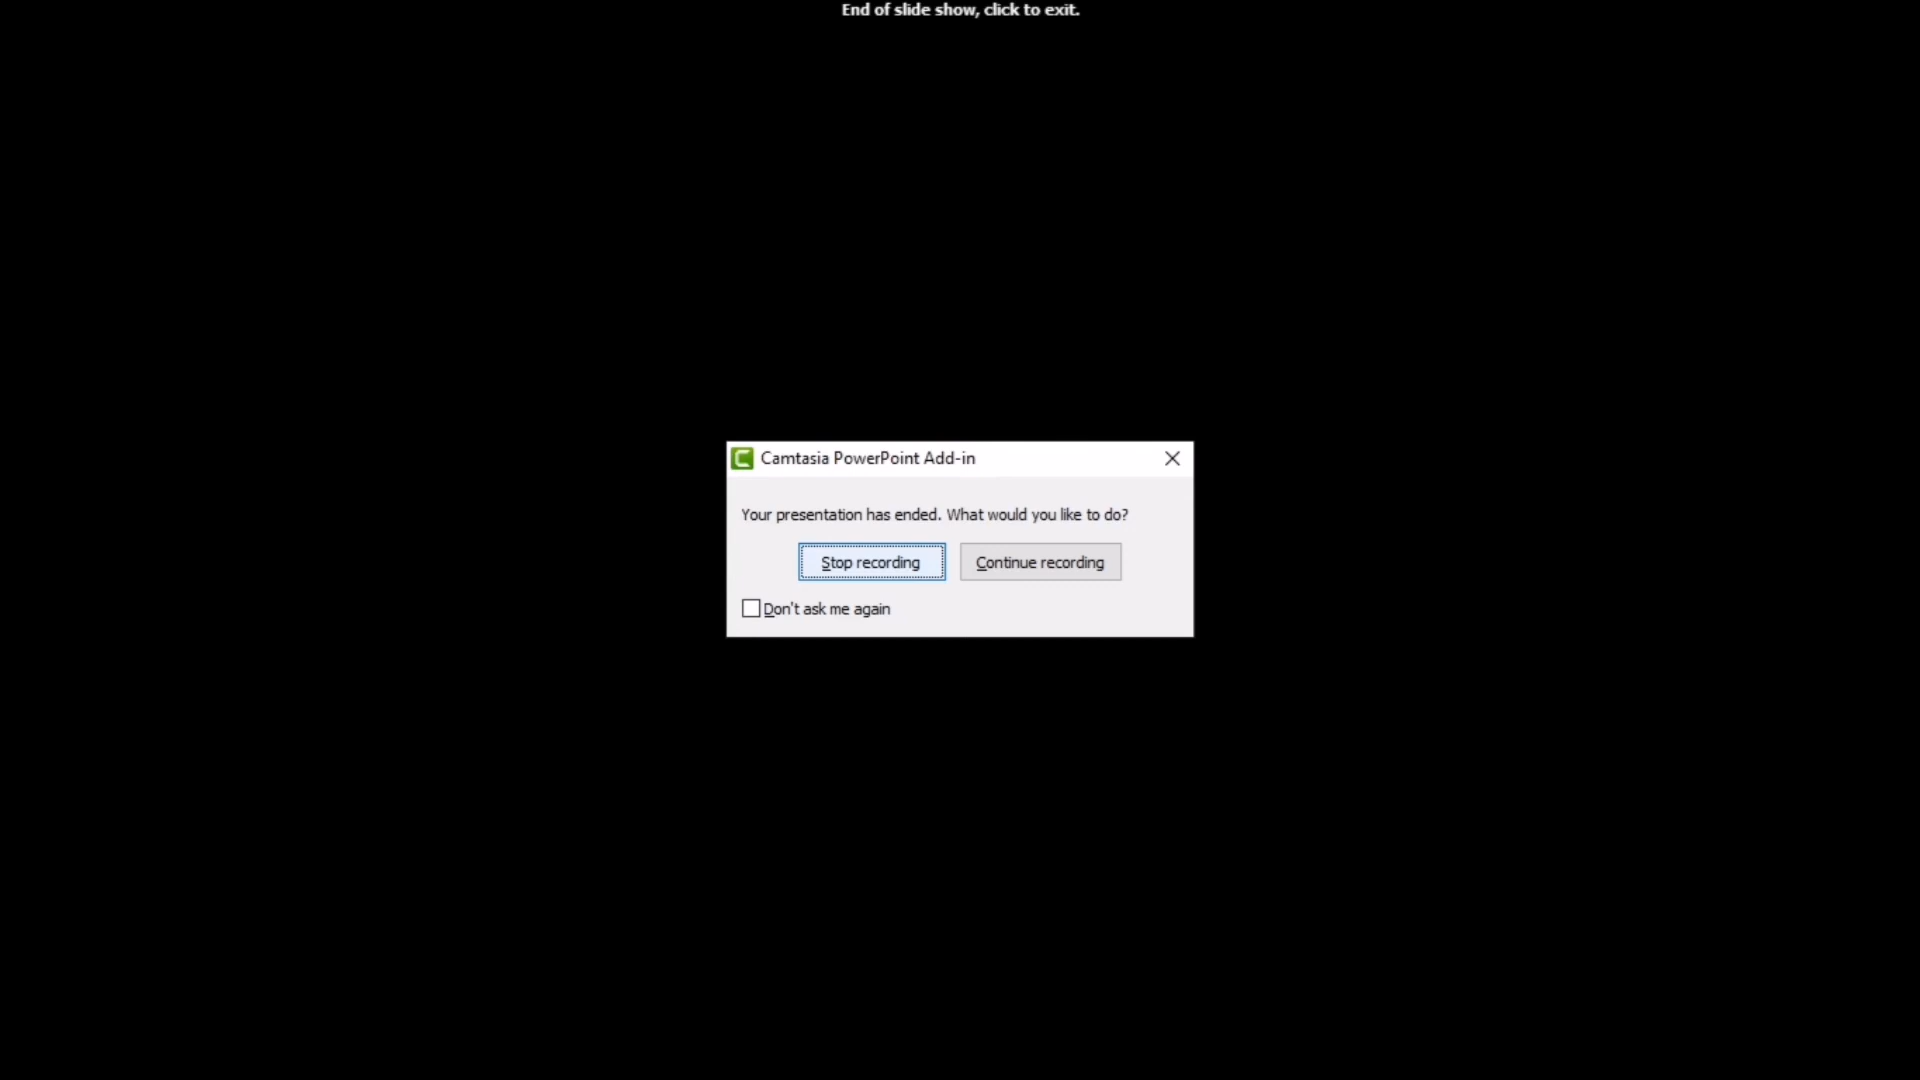 End of slide show, click to exit.
Camtasia PowerPoint Add-in
Your presentation has ended. What would you like to do?
Stop recording
Continue recording
Don't ask me again